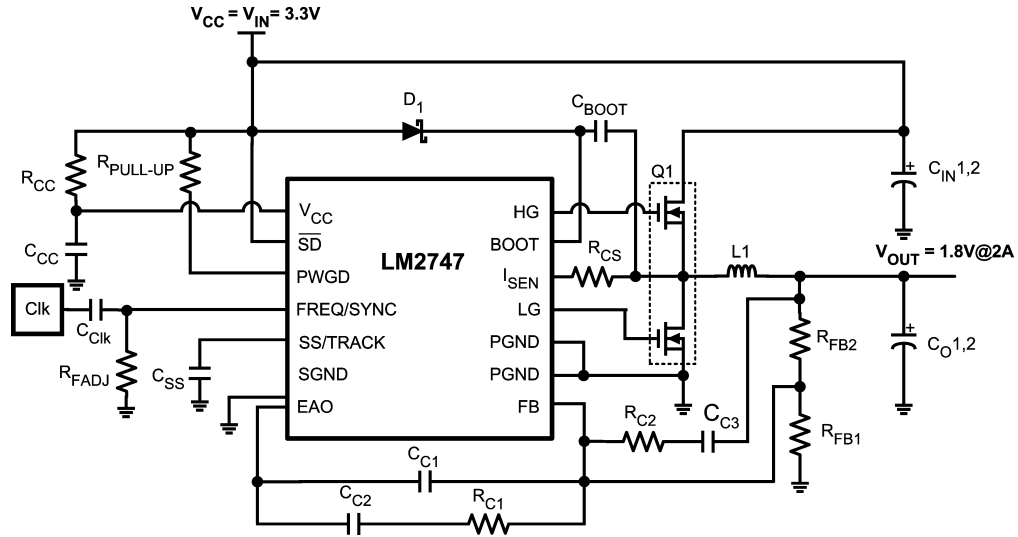 V_CC = V_IN = 3.3V
D_1
C_BOOT
R_CC
R_PULL-UP
Q1
C_IN1,2
V_CC
HG
C_CC
SD
BOOT
R_CS
L1
V_OUT = 1.8V@2A
LM2747
PWGD
I_SEN
Clk
C_Clk
FREQ/SYNC
LG
R_FADJ
C_SS
SS/TRACK
PGND
R_FB2
C_O1,2
SGND
PGND
EAO
FB
R_C2
C_C3
R_FB1
C_C1
C_C2
R_C1